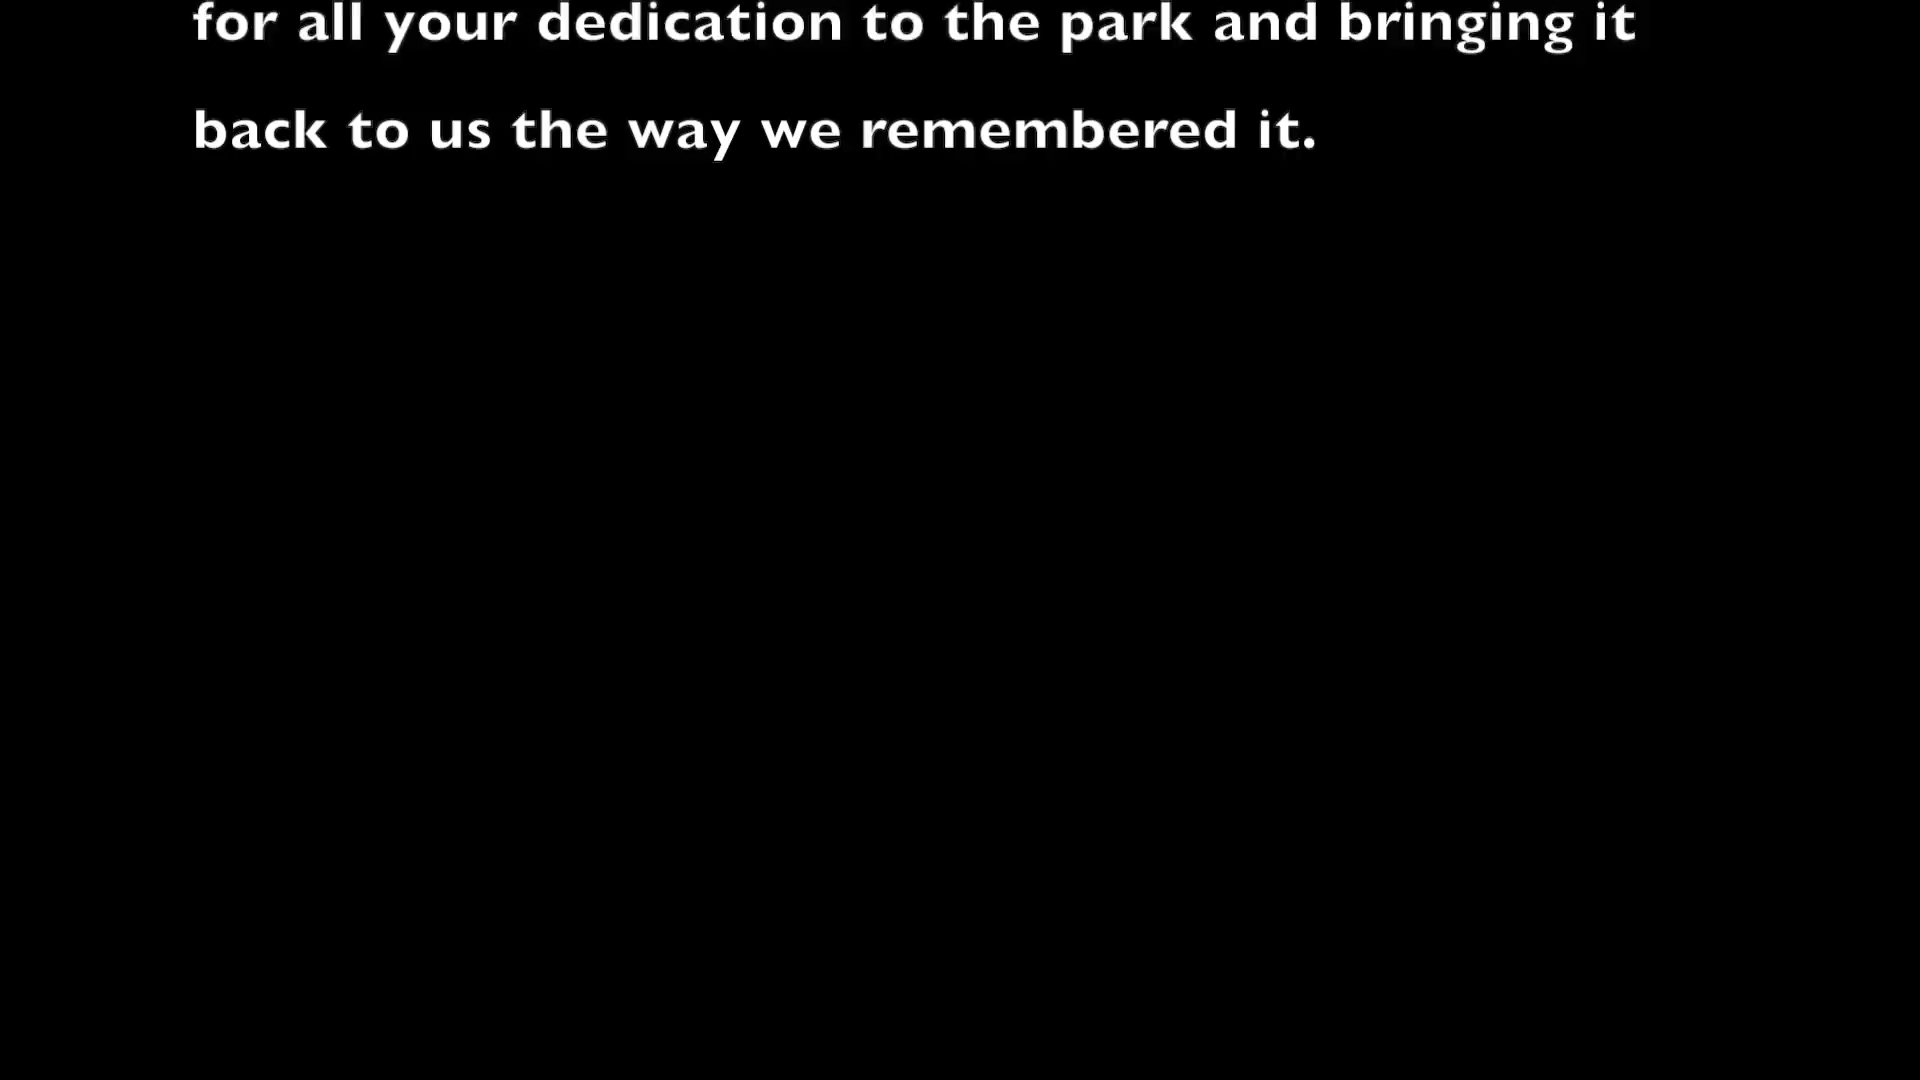 for all your dedication to the park and bringing it
back to us the way we remembered it.